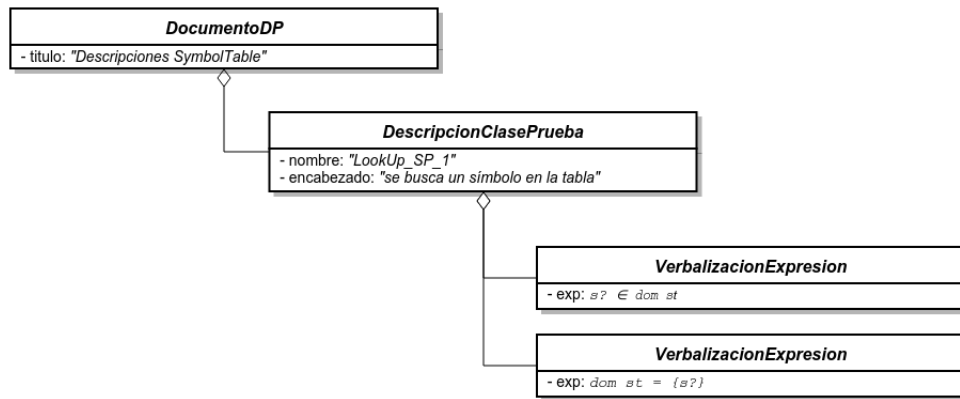 DocumentoDP
- titulo: "Descripciones SymbolTable"
DescripcionClasePrueba
- nombre: "LookUp_SP_1"
- encabezado: "se busca un símbolo en la tabla"
VerbalizacionExpresion
- exp: s? ∈ dom st
VerbalizacionExpresion
- exp: dom st = {s?}